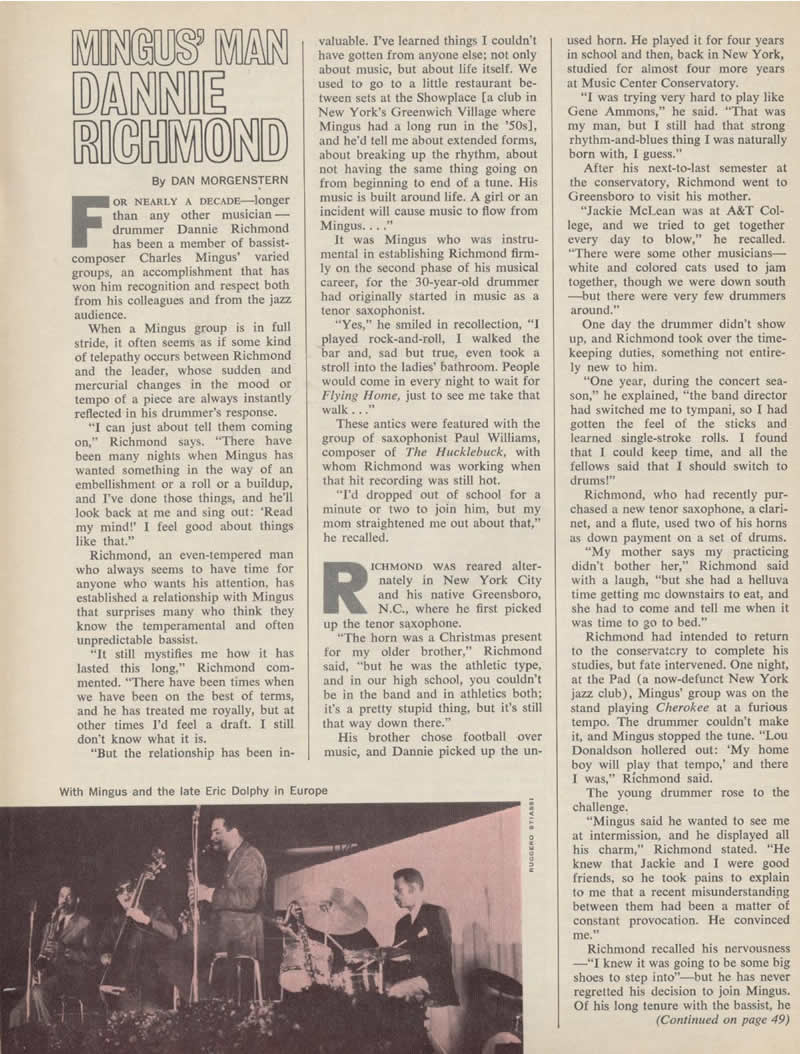 MINGUS' MAN
DANNIE
RICHMOND
By DAN MORGENSTERN
FOR NEARLY A DECADE—longer
than any other musician—
drummer Dannie Richmond
has been a member of bassist-
composer Charles Mingus' varied
groups, an accomplishment that has
won him recognition and respect both
from his colleagues and from the jazz
audience.
When a Mingus group is in full
stride, it often seems as if some kind
of telepathy occurs between Richmond
and the leader, whose sudden and
mercurial changes in the mood or
tempo of a piece are always instantly
reflected in his drummer's response.
"I can just about tell them coming
on," Richmond says. "There have
been many nights when Mingus has
wanted something in the way of an
embellishment or a roll or a buildup,
and I've done those things, and he'll
look back at me and sing out: 'Read
my mind!' I feel good about things
like that."
Richmond, an even-tempered man
who always seems to have time for
anyone who wants his attention, has
established a relationship with Mingus
that surprises many who think they
know the temperamental and often
unpredictable bassist.
"It still mystifies me how it has
lasted this long," Richmond com-
mented. "There have been times when
we have been on the best of terms,
and he has treated me royally, but at
other times I'd feel a draft. I still
don't know what it is.
"But the relationship has been in-
valuable. I've learned things I couldn't
have gotten from anyone else; not only
about music, but about life itself. We
used to go to a little restaurant be-
tween sets at the Showplace [a club in
New York's Greenwich Village where
Mingus had a long run in the '50s],
and he'd tell me about extended forms,
about breaking up the rhythm, about
not having the same thing going on
from beginning to end of a tune. His
music is built around life. A girl or an
incident will cause music to flow from
Mingus. . . ."
It was Mingus who was instru-
mental in establishing Richmond firm-
ly on the second phase of his musical
career, for the 30-year-old drummer
had originally started in music as a
tenor saxophonist.
"Yes," he smiled in recollection, "I
played rock-and-roll, I walked the
bar and, sad but true, even took a
stroll into the ladies' bathroom. People
would come in every night to wait for
Flying Home, just to see me take that
walk . . ."
These antics were featured with the
group of saxophonist Paul Williams,
composer of The Hucklebuck, with
whom Richmond was working when
that hit recording was still hot.
"I'd dropped out of school for a
minute or two to join him, but my
mom straightened me out about that,"
he recalled.
RICHMOND WAS reared alter-
nately in New York City
and his native Greensboro,
N.C., where he first picked
up the tenor saxophone.
"The horn was a Christmas present
for my older brother," Richmond
said, "but he was the athletic type,
and in our high school, you couldn't
be in the band and in athletics both;
it's a pretty stupid thing, but it's still
that way down there."
His brother chose football over
music, and Dannie picked up the un-
used horn. He played it for four years
in school and then, back in New York,
studied for almost four more years
at Music Center Conservatory.
"I was trying very hard to play like
Gene Ammons," he said. "That was
my man, but I still had that strong
rhythm-and-blues thing I was naturally
born with, I guess."
After his next-to-last semester at
the conservatory, Richmond went to
Greensboro to visit his mother.
"Jackie McLean was at A&T Col-
lege, and we tried to get together
every day to blow," he recalled.
"There were some other musicians—
white and colored cats used to jam
together, though we were down south
—but there were very few drummers
around."
One day the drummer didn't show
up, and Richmond took over the time-
keeping duties, something not entire-
ly new to him.
"One year, during the concert sea-
son," he explained, "the band director
had switched me to tympani, so I had
gotten the feel of the sticks and
learned single-stroke rolls. I found
that I could keep time, and all the
fellows said that I should switch to
drums!"
Richmond, who had recently pur-
chased a new tenor saxophone, a clari-
net, and a flute, used two of his horns
as down payment on a set of drums.
"My mother says my practicing
didn't bother her," Richmond said
with a laugh, "but she had a helluva
time getting me downstairs to eat, and
she had to come and tell me when it
was time to go to bed."
Richmond had intended to return
to the conservatory to complete his
studies, but fate intervened. One night,
at the Pad (a now-defunct New York
jazz club), Mingus' group was on the
stand playing Cherokee at a furious
tempo. The drummer couldn't make
it, and Mingus stopped the tune. "Lou
Donaldson hollered out: 'My home
boy will play that tempo,' and there
I was," Richmond said.
The young drummer rose to the
challenge.
"Mingus said he wanted to see me
at intermission, and he displayed all
his charm," Richmond stated. "He
knew that Jackie and I were good
friends, so he took pains to explain
to me that a recent misunderstanding
between them had been a matter of
constant provocation. He convinced
me."
Richmond recalled his nervousness
—"I knew it was going to be some big
shoes to step into"—but he has never
regretted his decision to join Mingus.
Of his long tenure with the bassist, he
(Continued on page 49)
With Mingus and the late Eric Dolphy in Europe
RUGGERO STIASSI